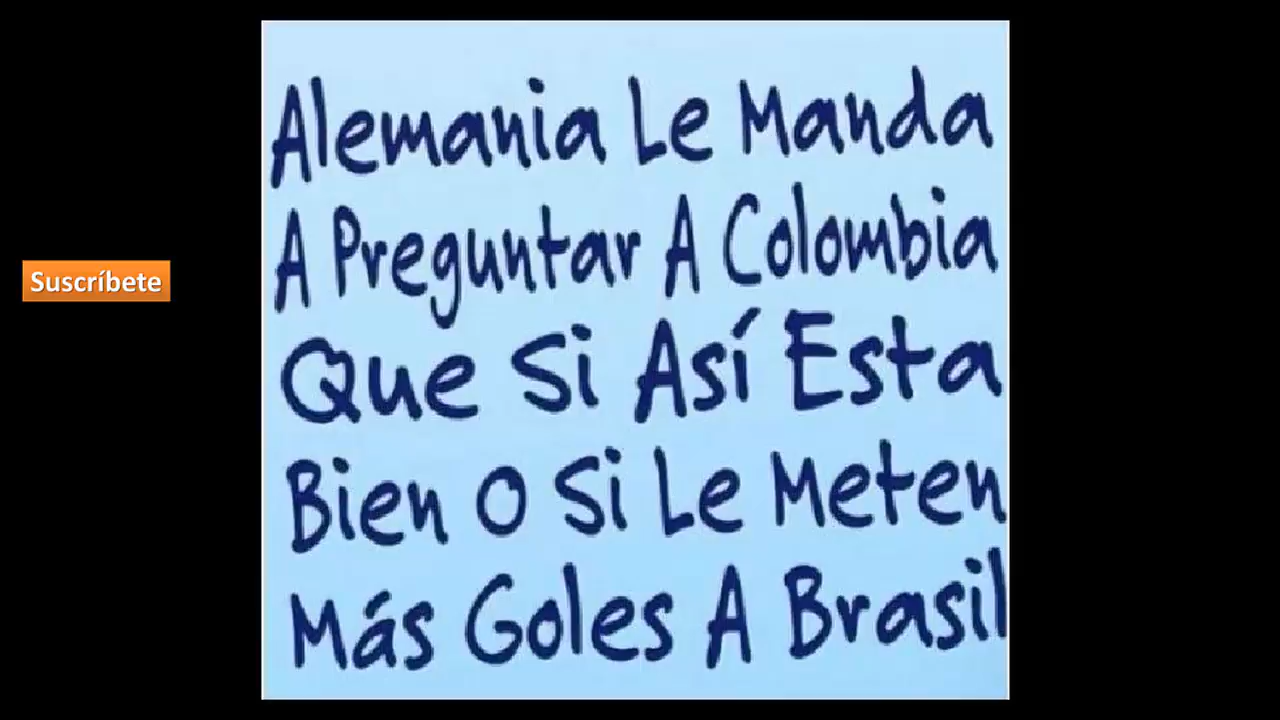 Alemania Le Manda
A Preguntar A Colombia
Suscríbete
Que Si Así Esta
Bien O Si Le Meten
Más Goles A Brasil